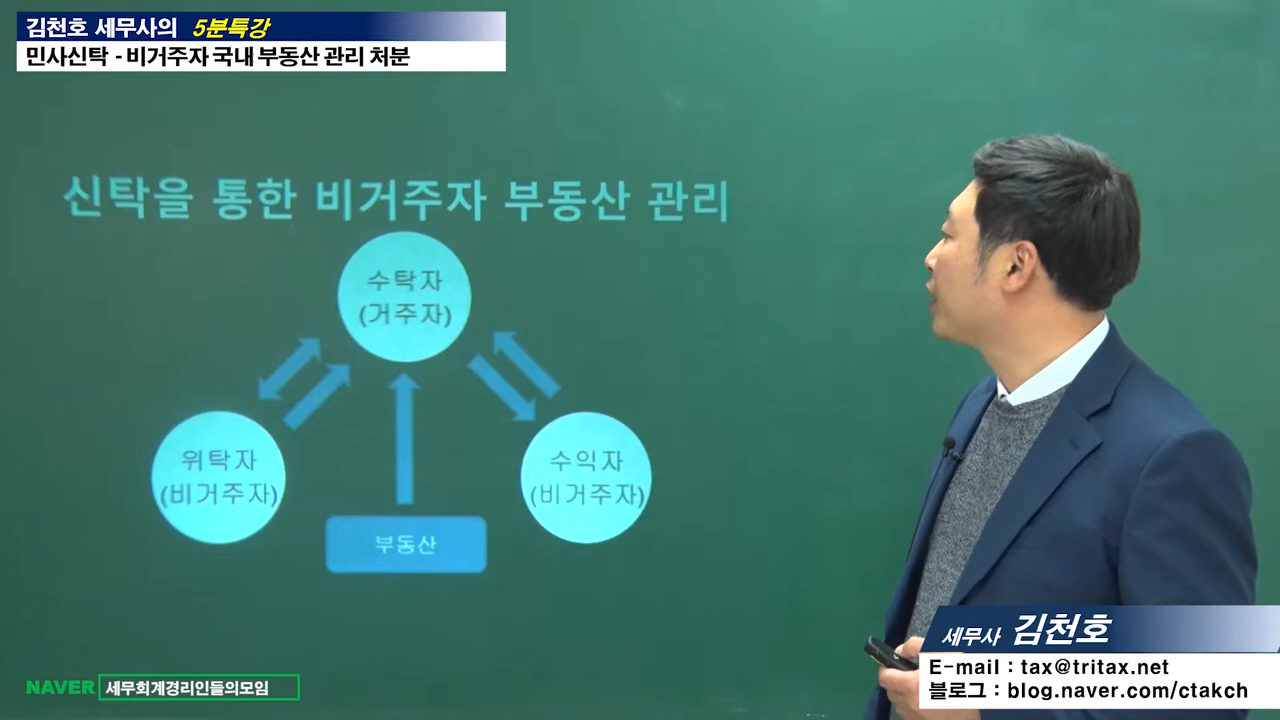 김천호 세무사의 5분특강
민사신탁 - 비거주자 국내 부동산 관리 처분
신탁을 통한 비거주자 부동산 관리
수탁자
(거주자)
위탁자
(비거주자)
수익자
(비거주자)
부동산
세무사 김천호
E-mail : tax@tritax.net
블로그 : blog.naver.com/ctakch
NAVER 세무회계경리인들의모임